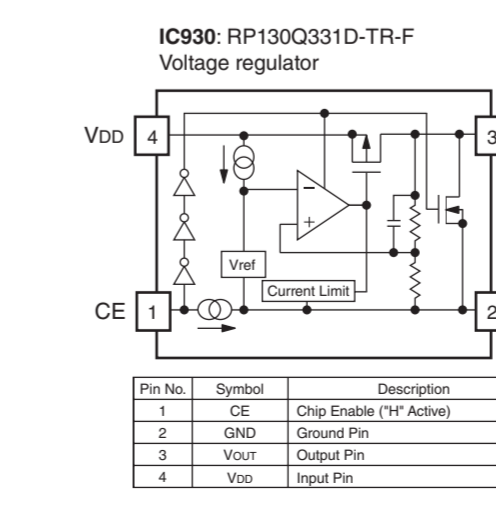 IC930: RP130Q331D-TR-F
Voltage regulator
VDD 4 3
Vref
Current Limit
CE 1 2
Pin No. Symbol Description
1 CE Chip Enable ("H" Active)
2 GND Ground Pin
3 VOUT Output Pin
4 VDD Input Pin